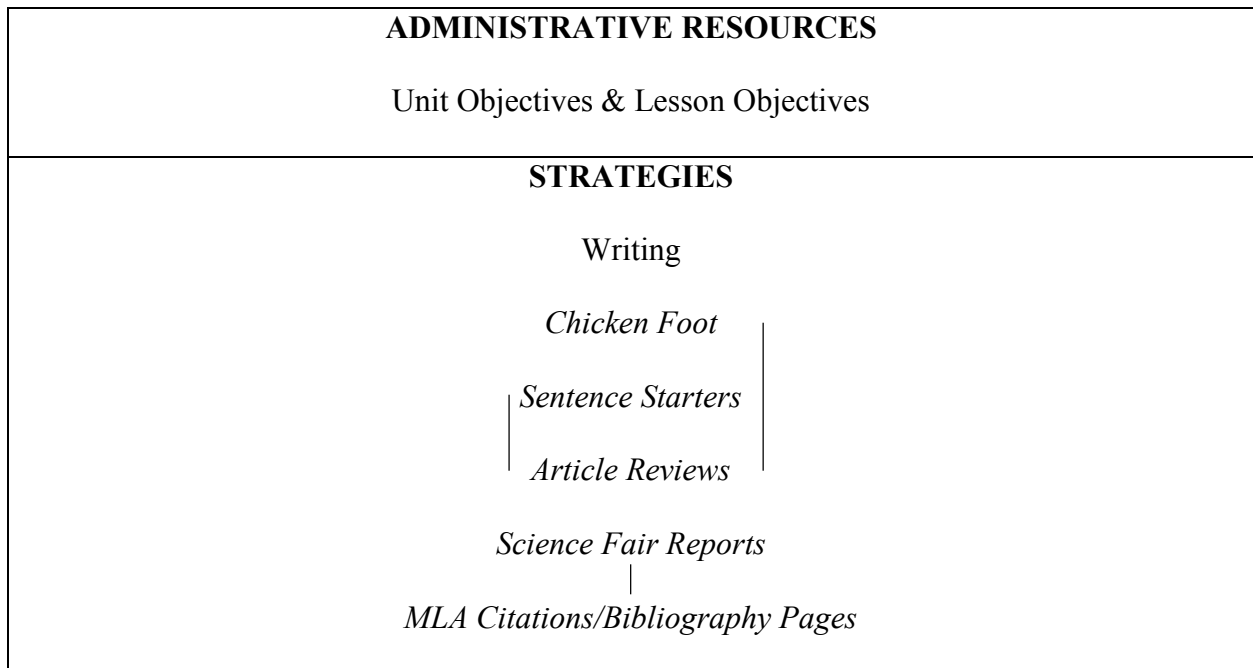 ADMINISTRATIVE RESOURCES
Unit Objectives & Lesson Objectives
STRATEGIES
Writing
Chicken Foot
Sentence Starters
Article Reviews
Science Fair Reports
MLA Citations/Bibliography Pages